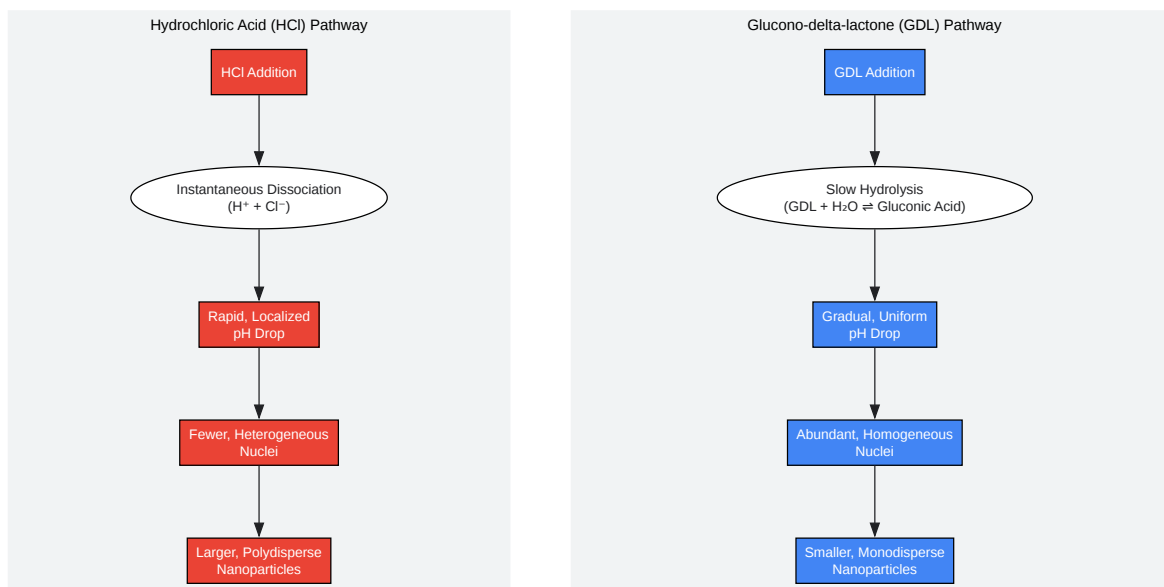 Hydrochloric Acid (HCl) Pathway
HCl Addition
Instantaneous Dissociation
(H⁺ + Cl⁻)
Rapid, Localized
pH Drop
Fewer, Heterogeneous
Nuclei
Larger, Polydisperse
Nanoparticles
Glucono-delta-lactone (GDL) Pathway
GDL Addition
Slow Hydrolysis
(GDL + H₂O ⇌ Gluconic Acid)
Gradual, Uniform
pH Drop
Abundant, Homogeneous
Nuclei
Smaller, Monodisperse
Nanoparticles